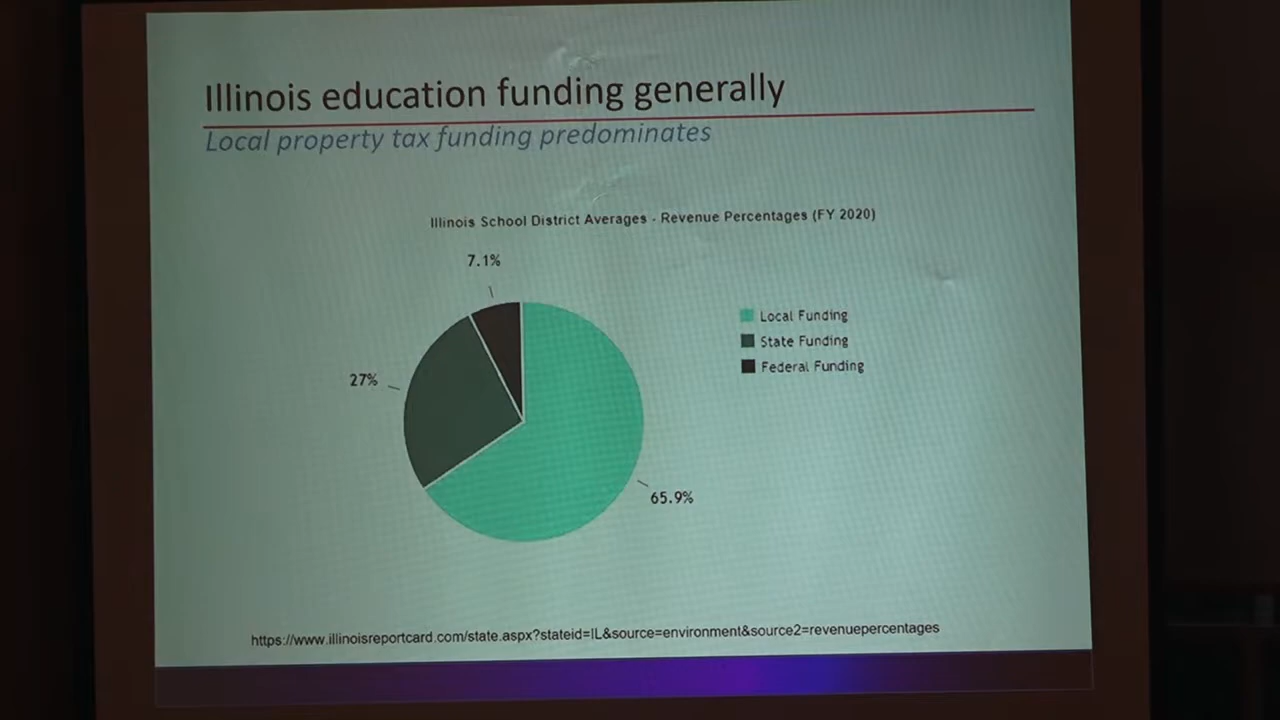 Illinois education funding generally
Local property tax funding predominates
Illinois School District Averages - Revenue Percentages (FY 2020)
7.1%
27%
65.9%
Local Funding
State Funding
Federal Funding
https://www.illinoisreportcard.com/state.aspx?stateid=IL&source=environment&source2=revenuepercentages